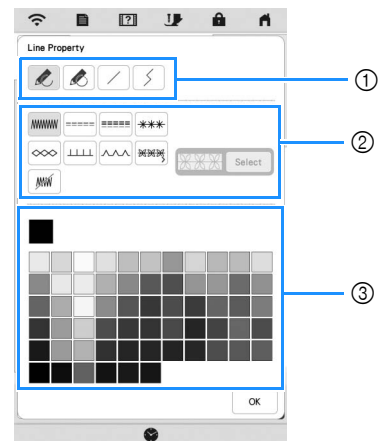 [?]
Line Property
①
②
Select
③
OK